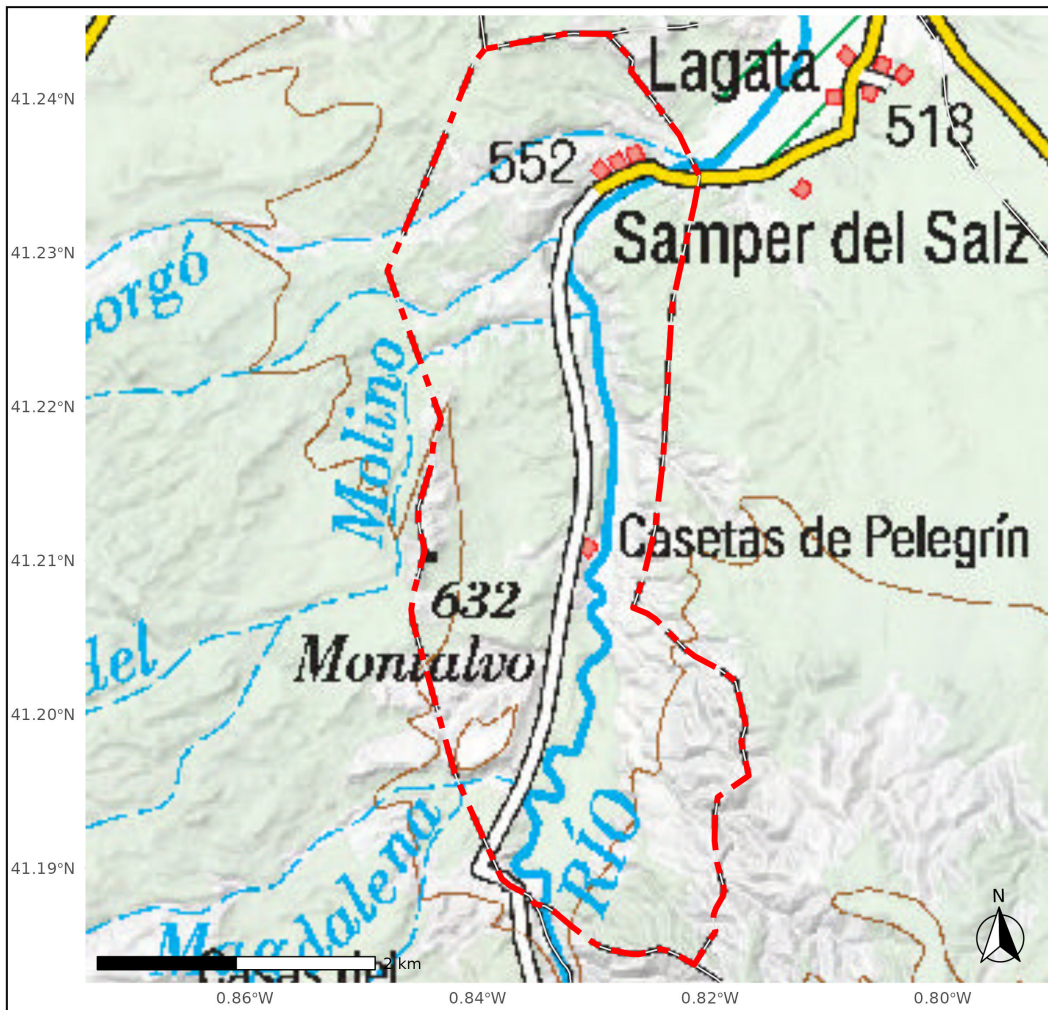 Lagata
518
552
Samper del Salz
41.24°N
41.23°N
41.22°N
41.21°N
41.20°N
41.19°N
orgó
Molino
Casetas de Pelegrín
632
Montalvo
del
RÍO
Magdalena
2 km
N
0.86°W
0.84°W
0.82°W
0.80°W